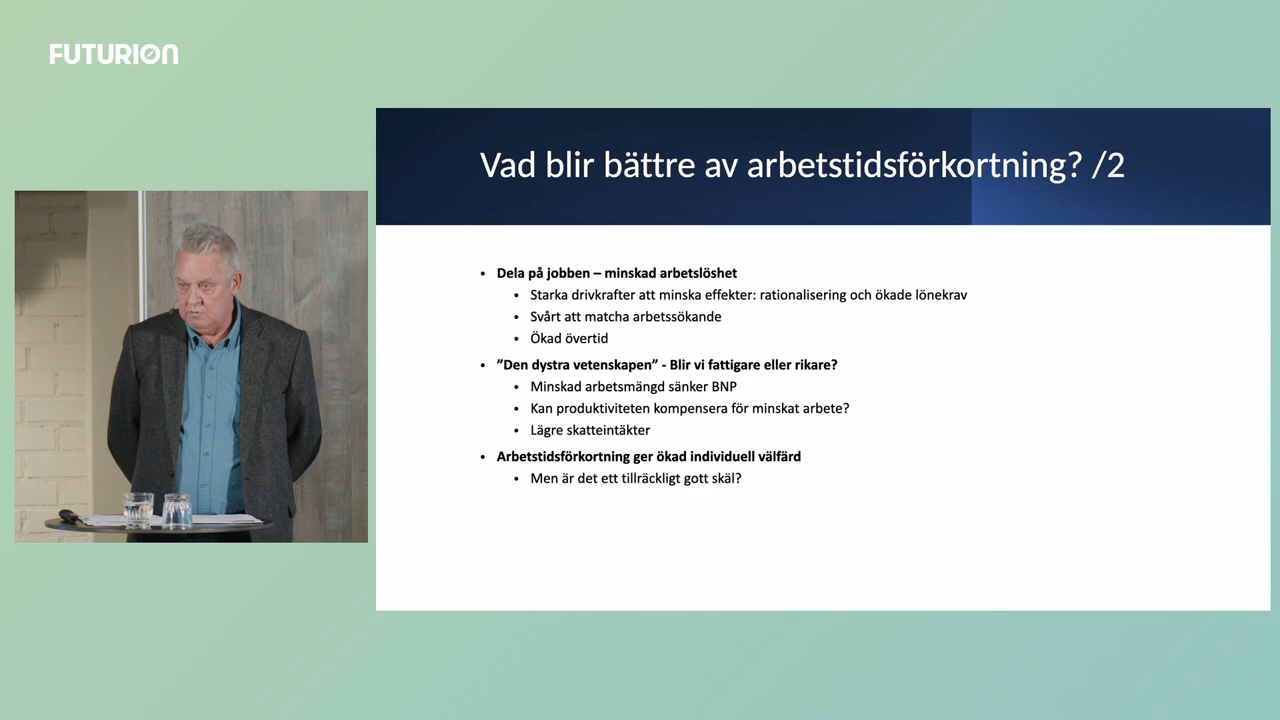 FUTURION
Vad blir bättre av arbetstidsförkortning? /2
• Dela på jobben – minskad arbetslöshet
• Starka drivkrafter att minska effekter: rationalisering och ökade lönekrav
• Svårt att matcha arbetssökande
• Ökad övertid
• ”Den dystra vetenskapen” - Blir vi fattigare eller rikare?
• Minskad arbetsmängd sänker BNP
• Kan produktiviteten kompensera för minskat arbete?
• Lägre skatteintäkter
• Arbetstidsförkortning ger ökad individuell välfärd
• Men är det ett tillräckligt gott skäl?